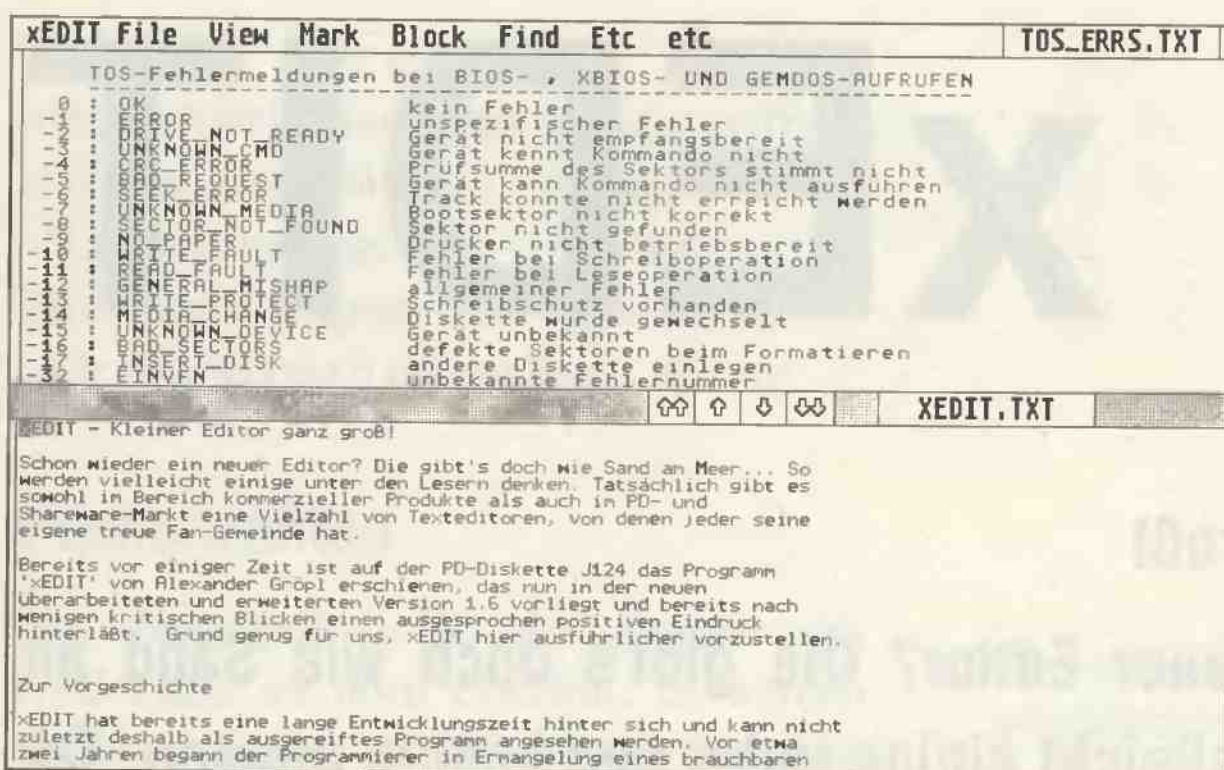 xEDIT File View Mark Block Find Etc etc TOS_ERRS.TXT
TOS-Fehlermeldungen bei BIOS- , XBIOS- UND GEMDOS-AUFRUFEN
0 : OK kein Fehler
-1 : ERROR unspezifischer Fehler
-2 : DRIVE_NOT_READY Gerät nicht empfangsbereit
-3 : UNKNOWN_CMD Gerät kennt Kommando nicht
-4 : CRC_ERROR Prüfsumme des Sektors stimmt nicht
-5 : BAD_REQUEST Gerät kann Kommando nicht ausführen
-6 : SEEK_ERROR Track konnte nicht erreicht werden
-7 : UNKNOWN_MEDIA Bootsektor nicht korrekt
-8 : SECTOR_NOT_FOUND Sektor nicht gefunden
-9 : NO_PAPER Drucker nicht betriebsbereit
-10 : WRITE_FAULT Fehler bei Schreiboperation
-11 : READ_FAULT Fehler bei Leseoperation
-12 : GENERAL_MISHAP allgemeiner Fehler
-13 : WRITE_PROTECT Schreibschutz vorhanden
-14 : MEDIA_CHANGE Diskette wurde gewechselt
-15 : UNKNOWN_DEVICE Gerät unbekannt
-16 : BAD_SECTORS defekte Sektoren beim Formatieren
-17 : INSERT_DISK andere Diskette einlegen
-32 : EINVFN unbekannte Fehlernummer
XEDIT.TXT
xEDIT - Kleiner Editor ganz groß!
Schon wieder ein neuer Editor? Die gibt's doch wie Sand am Meer... So
werden vielleicht einige unter den Lesern denken. Tatsächlich gibt es
sowohl im Bereich kommerzieller Produkte als auch im PD- und
Shareware-Markt eine Vielzahl von Texteditoren, von denen jeder seine
eigene treue Fan-Gemeinde hat.
Bereits vor einiger Zeit ist auf der PD-Diskette J124 das Programm
'xEDIT' von Alexander Gröpl erschienen, das nun in der neuen
überarbeiteten und erweiterten Version 1.6 vorliegt und bereits nach
wenigen kritischen Blicken einen ausgesprochen positiven Eindruck
hinterläßt. Grund genug für uns, xEDIT hier ausführlicher vorzustellen.
Zur Vorgeschichte
xEDIT hat bereits eine lange Entwicklungszeit hinter sich und kann nicht
zuletzt deshalb als ausgereiftes Programm angesehen werden. Vor etwa
zwei Jahren begann der Programmierer in Ermangelung eines brauchbaren